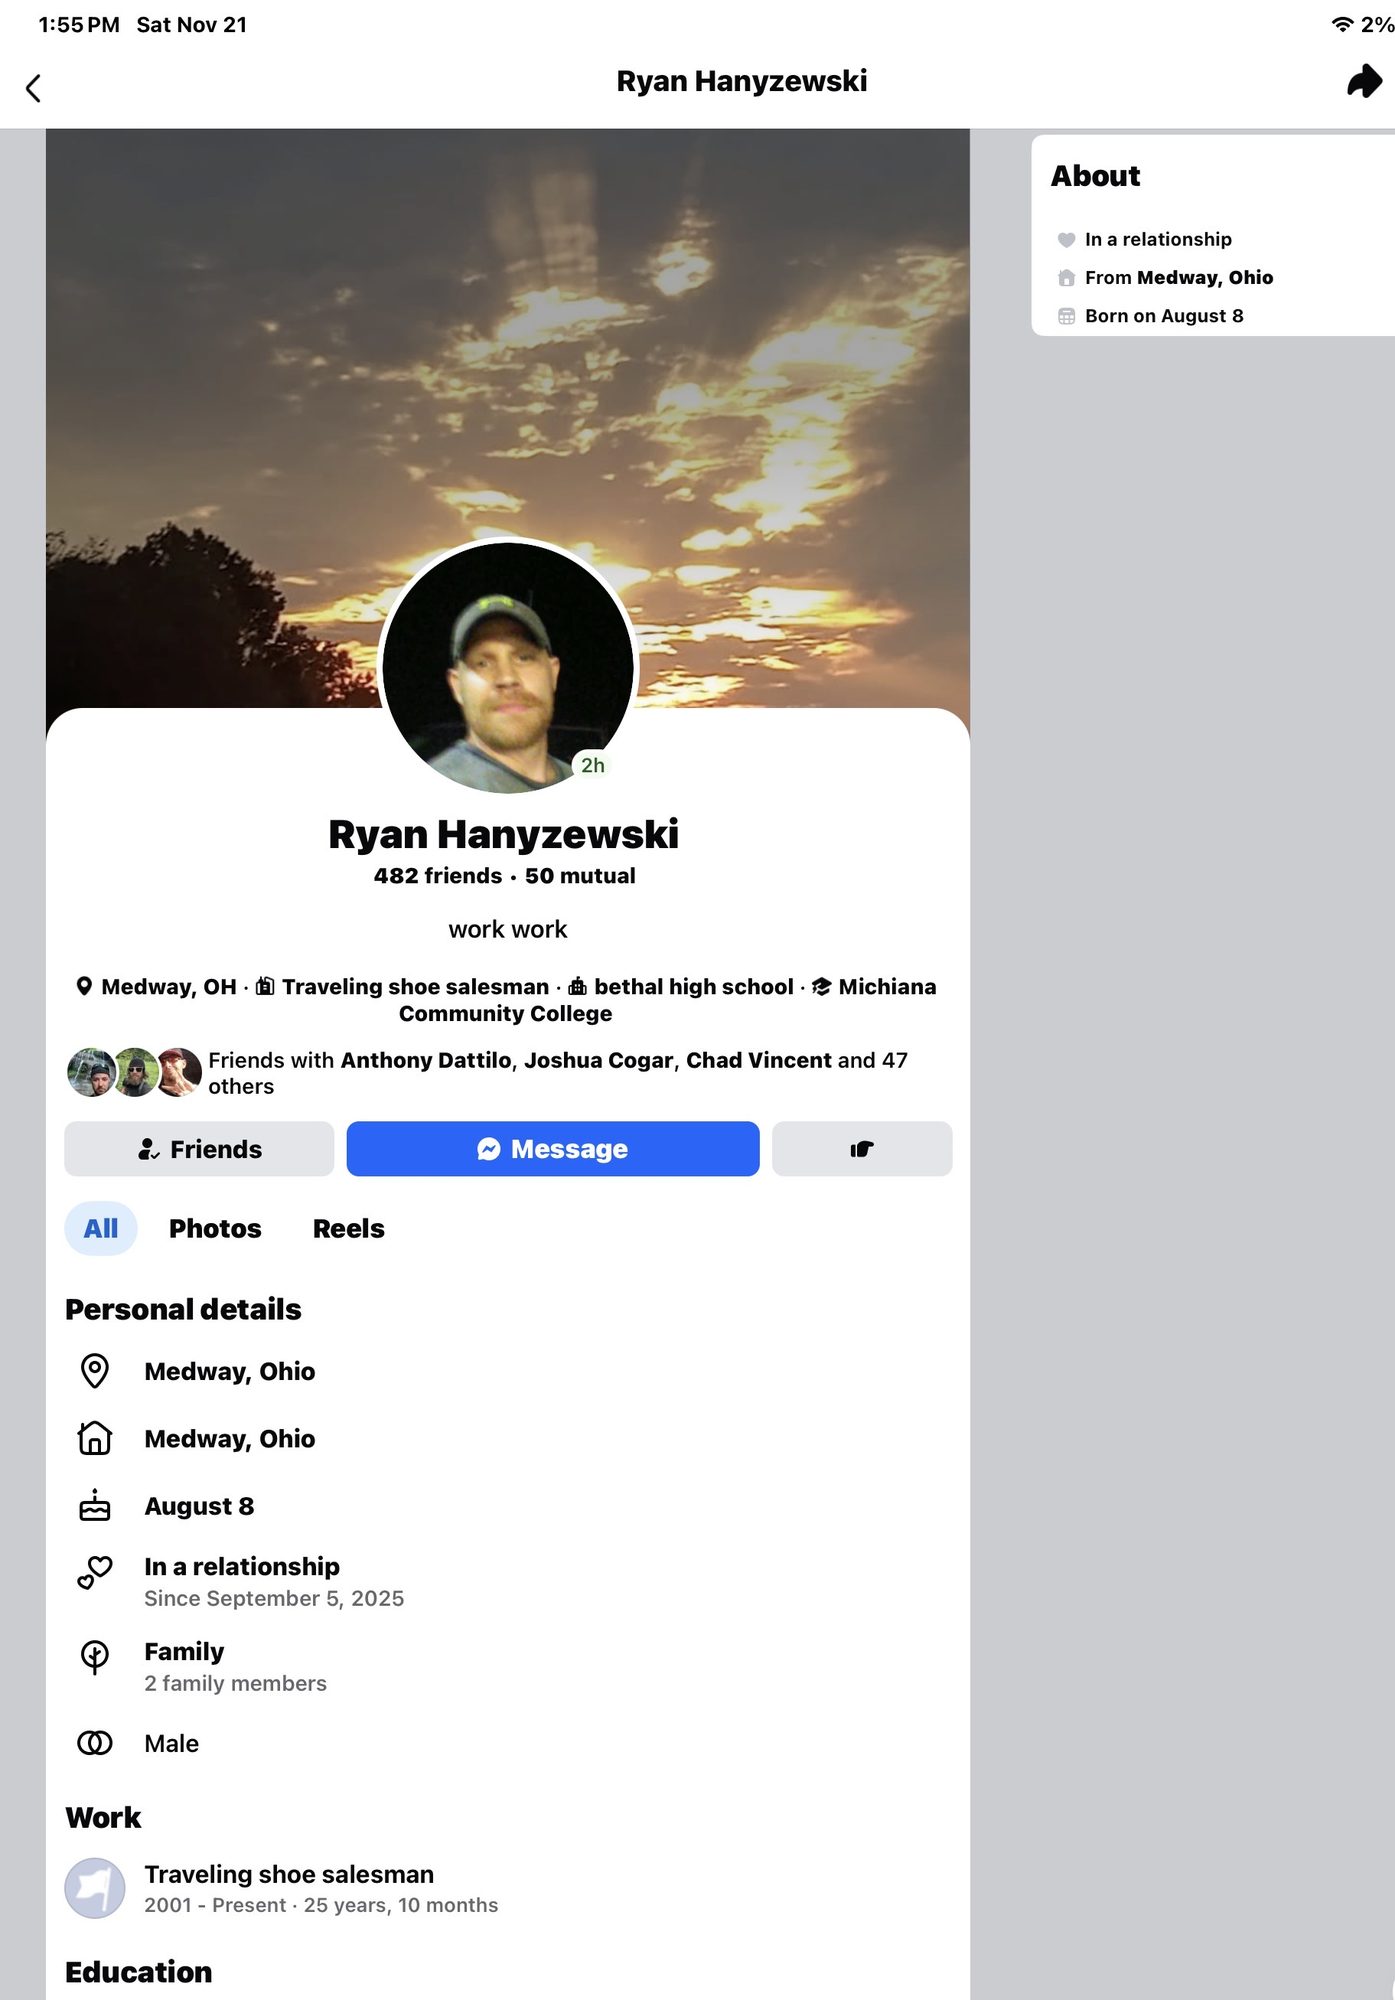 1:55 PM Sat Nov 21
2%
Ryan Hanyzewski
About
In a relationship
From Medway, Ohio
Born on August 8
2h
Ryan Hanyzewski
482 friends · 50 mutual
work work
Medway, OH · Traveling shoe salesman · bethal high school · Michiana
Community College
Friends with Anthony Dattilo, Joshua Cogar, Chad Vincent and 47
others
Friends
Message
All
Photos
Reels
Personal details
Medway, Ohio
Medway, Ohio
August 8
In a relationship
Since September 5, 2025
Family
2 family members
Male
Work
Traveling shoe salesman
2001 - Present · 25 years, 10 months
Education